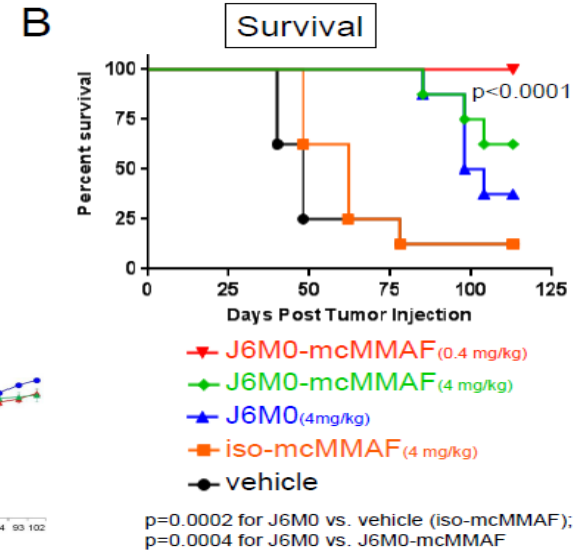 B
Survival
Percent survival
100
75
50
25
0
p<0.0001
0 25 50 75 100 125
Days Post Tumor Injection
J6M0-mcMMAF(0.4 mg/kg)
J6M0-mcMMAF(4 mg/kg)
J6M0(4mg/kg)
iso-mcMMAF(4 mg/kg)
vehicle
4 93 102
p=0.0002 for J6M0 vs. vehicle (iso-mcMMAF);
p=0.0004 for J6M0 vs. J6M0-mcMMAF